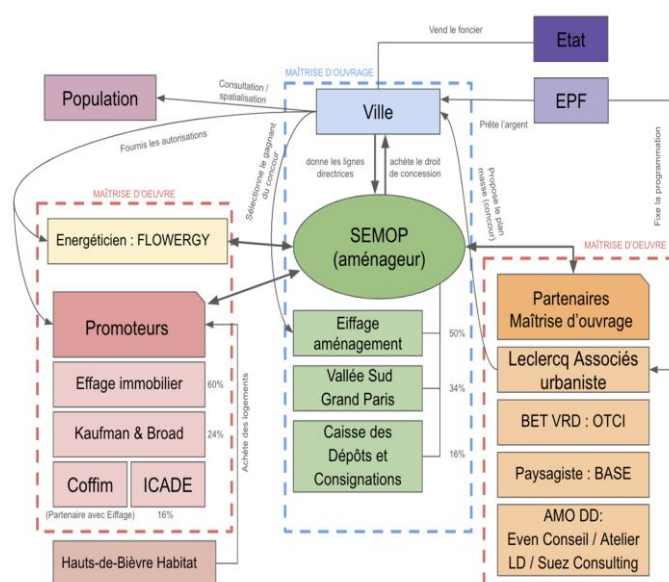 Vend le foncier
Etat
MAÎTRISE D'OUVRAGE
Population
Consultation /
spatialisation
Ville
Prête l'argent
EPF
Fournis les autorisations
Sélectionne le gagnant
du concour
donne les lignes
directrices
achète le droit
de concession
Propose le plan
masse (concour)
Fixe la programmation
MAÎTRISE D'OEUVRE
Energéticien : FLOWERGY
SEMOP
(aménageur)
MAÎTRISE D'OEUVRE
Promoteurs
Effage immobilier
60%
Kaufman & Broad
24%
Coffim
ICADE
(Partenaire avec Eiffage)
16%
Achète des logements
Hauts-de-Bièvre Habitat
Eiffage
aménagement
50%
Vallée Sud
Grand Paris
34%
Caisse des
Dépôts et
Consignations
16%
Partenaires
Maîtrise d'ouvrage
Leclercq Associés
urbaniste
BET VRD : OTCI
Paysagiste : BASE
AMO DD:
Even Conseil / Atelier
LD / Suez Consulting